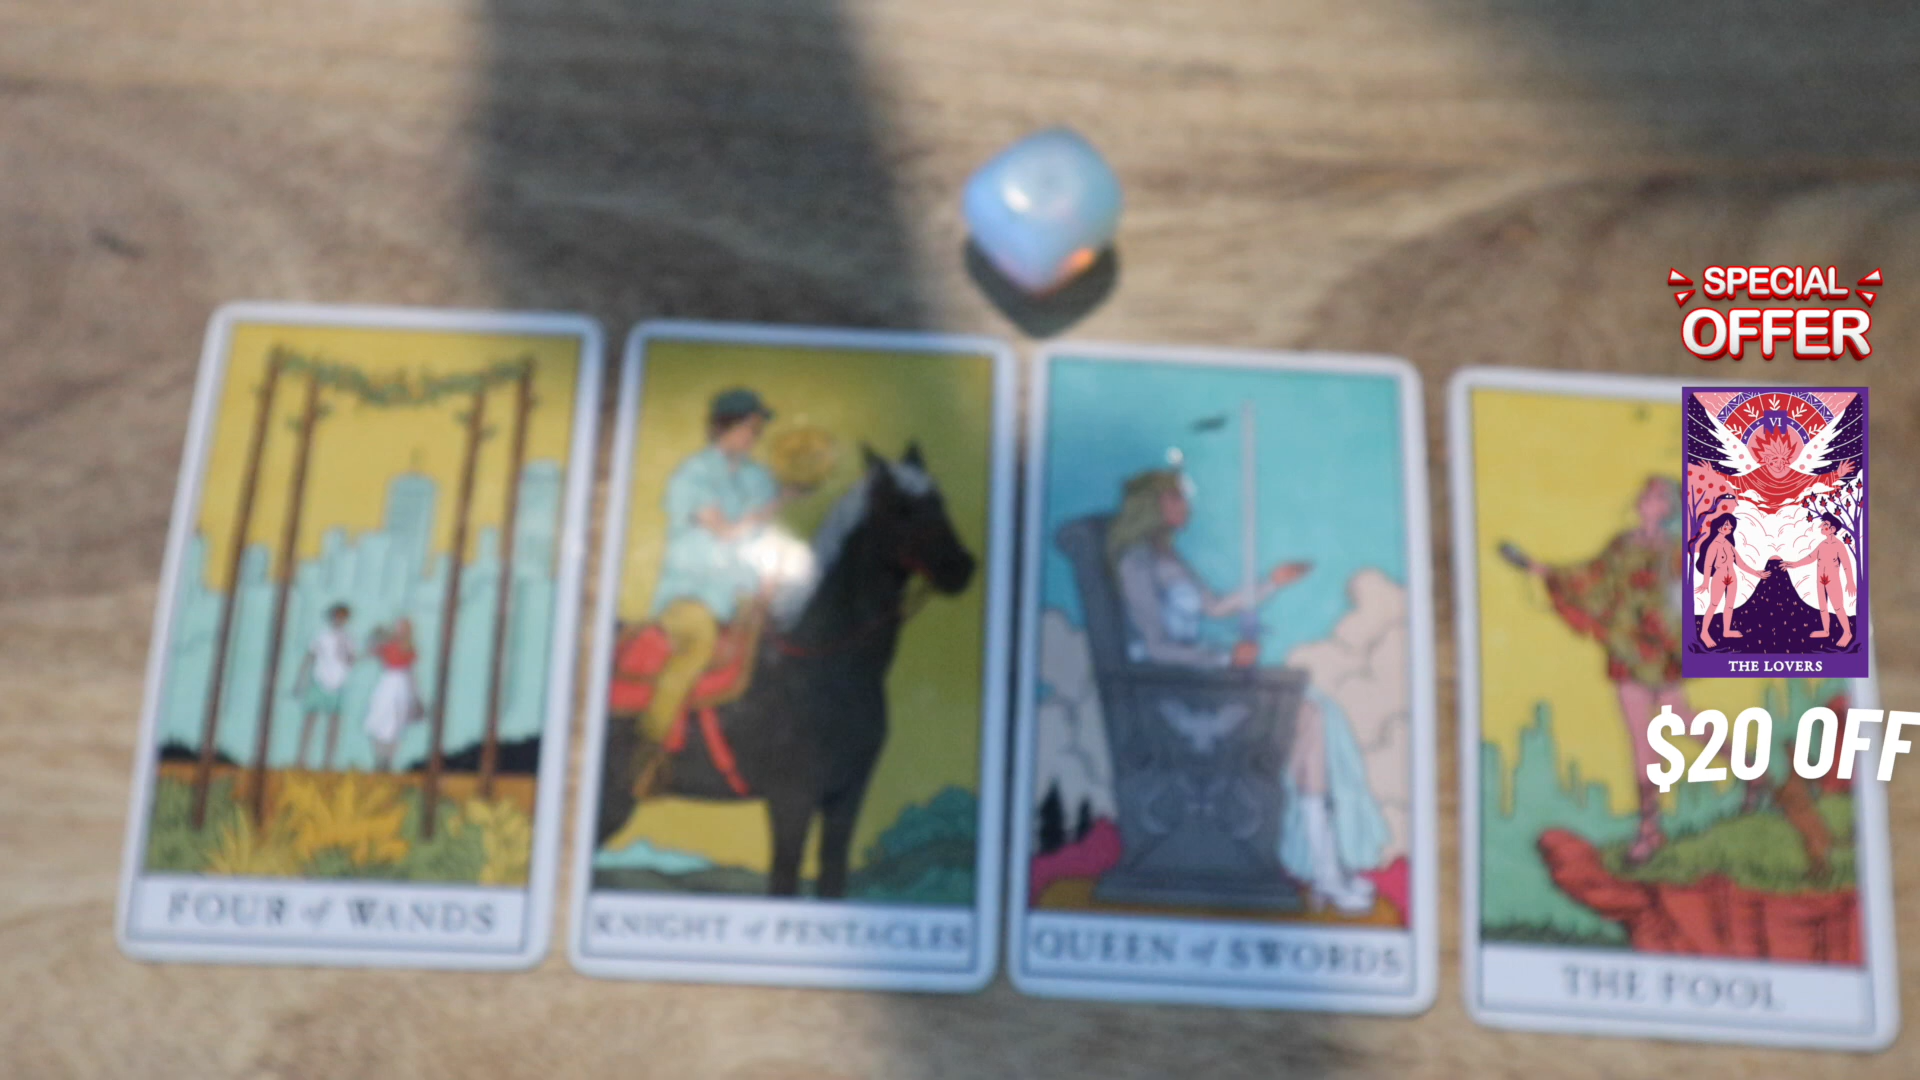 SPECIAL
OFFER
VI
THE LOVERS
$20 OFF
FOUR of WANDS
KNIGHT of PENTACLES
QUEEN of SWORDS
THE FOOL